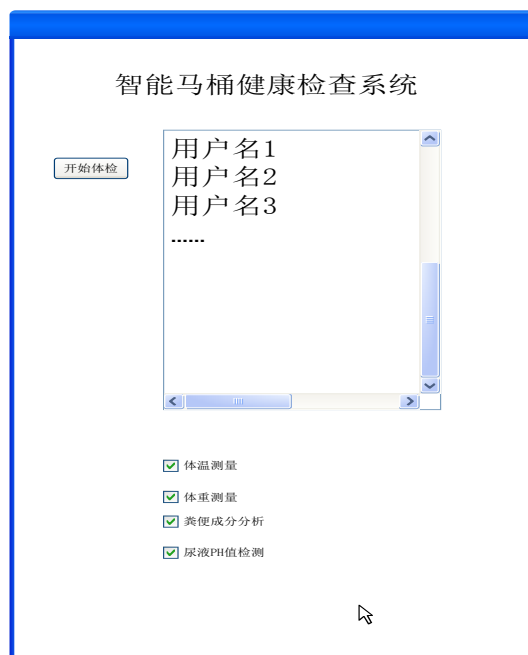 智能马桶健康检查系统
开始体检
用户名1
用户名2
用户名3
……
体温测量
体重测量
粪便成分分析
尿液PH值检测